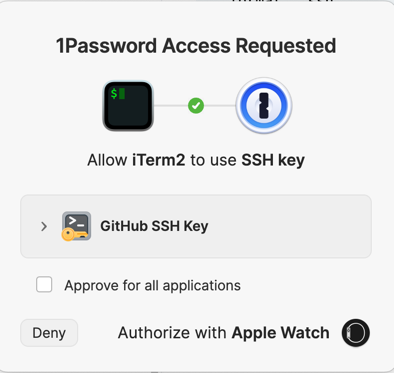 1Password Access Requested
$
Allow iTerm2 to use SSH key
>_
GitHub SSH Key
Approve for all applications
Deny
Authorize with Apple Watch